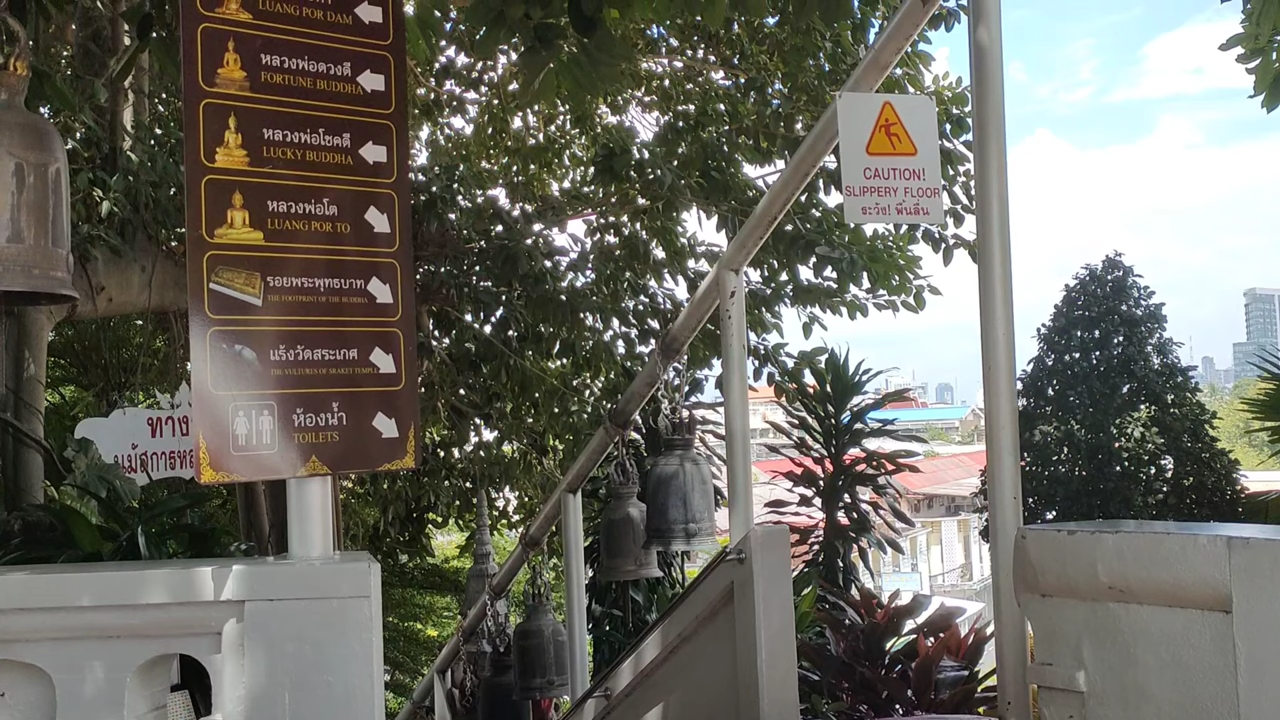 LUANG POR DAM
หลวงพ่อดวงดี
FORTUNE BUDDHA
หลวงพ่อโชคดี
LUCKY BUDDHA
หลวงพ่อโต
LUANG POR TO
รอยพระพุทธบาท
THE FOOTPRINT OF THE BUDDHA
แร้งวัดสระเกศ
THE VULTURES OF SRAKET TEMPLE
ห้องน้ำ
TOILETS
ทาง
CAUTION!
SLIPPERY FLOOR
ระวัง! พื้นลื่น